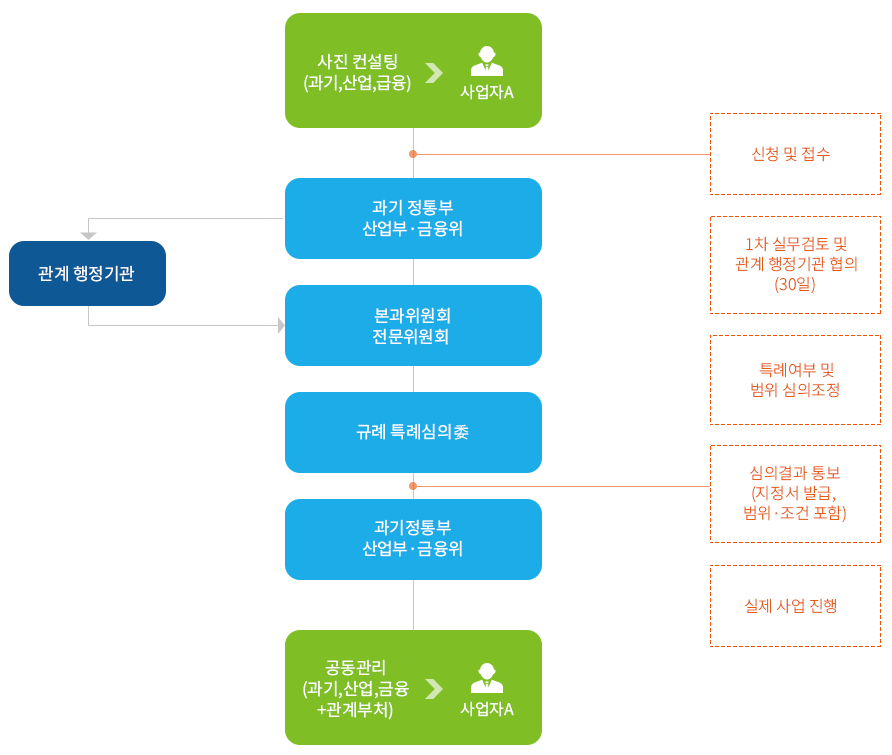 사진 컨설팅
(과기,산업,급융)
사업자A
신청 및 접수
과기 정통부
산업부·금융위
1차 실무검토 및
관계 행정기관 협의
(30일)
관계 행정기관
본과위원회
전문위원회
특례여부 및
범위 심의조정
규례 특례심의委
심의결과 통보
(지정서 발급,
범위·조건 포함)
과기정통부
산업부·금융위
실제 사업 진행
공동관리
(과기,산업,금융
+관계부처)
사업자A